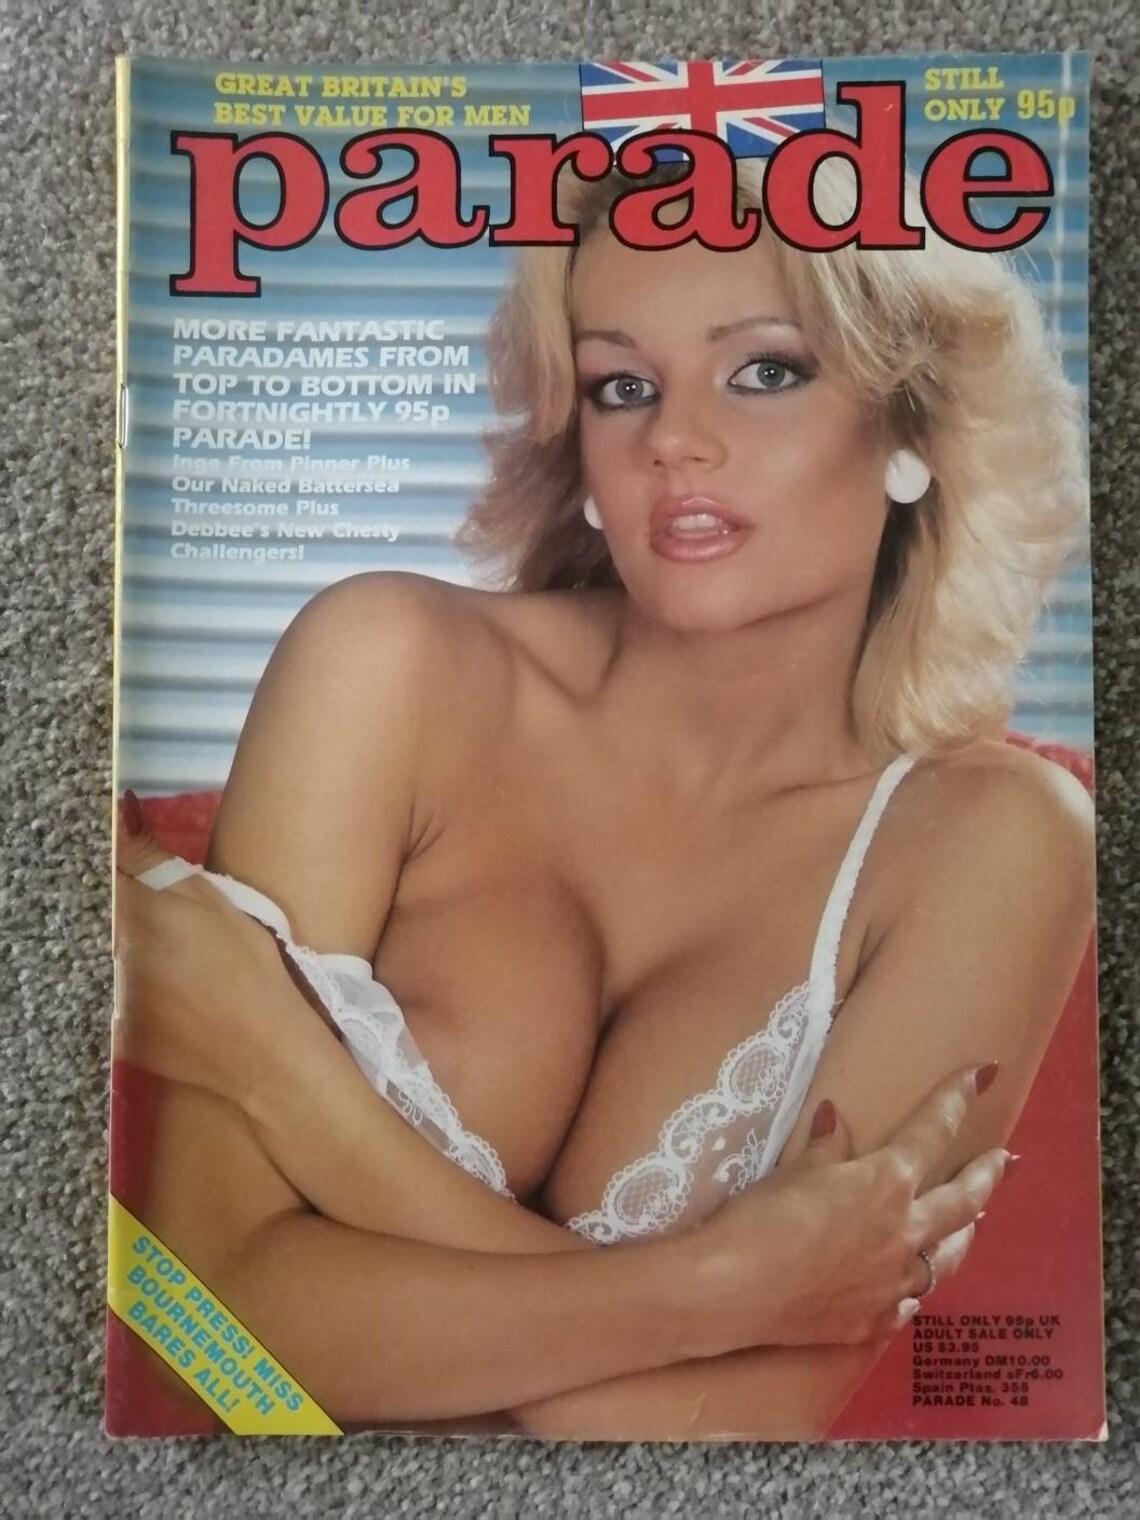 GREAT BRITAIN'S
BEST VALUE FOR MEN
STILL
ONLY 95p
parade
MORE FANTASTIC
PARADAMES FROM
TOP TO BOTTOM IN
FORTNIGHTLY 95p
PARADE!
Inge From Pinner Plus
Our Naked Battersea
Threesome Plus
Debbee's New Chesty
Challengers!
STOP PRESS! MISS
BOURNEMOUTH
BARES ALL!
STILL ONLY 95p UK
ADULT SALE ONLY
US $3.95
Germany DM10.00
Switzerland sFr6.00
Spain Ptas. 355
PARADE No. 48